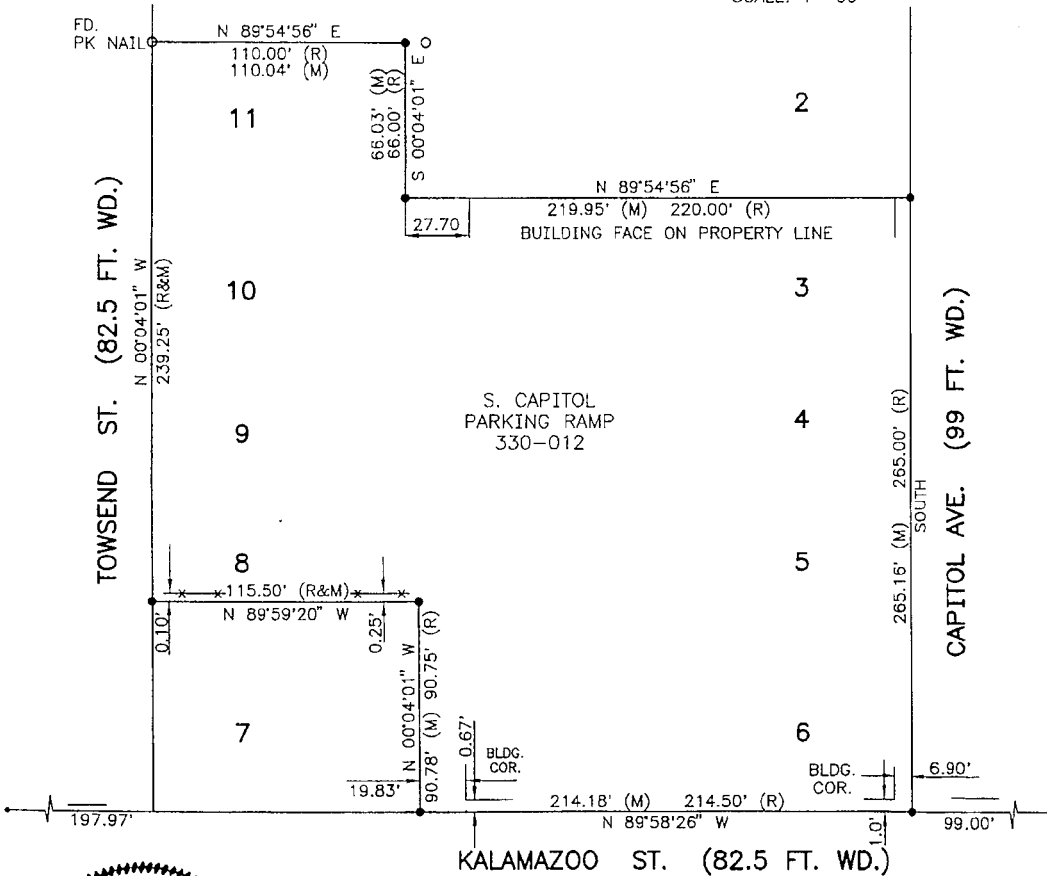 FD.
PK NAIL
N 89°54'56" E
110.00' (R)
110.04' (M)
66.03' (M)
66.00' (R)
S 00°04'01" E
11
2
N 89°54'56" E
219.95' (M) 220.00' (R)
27.70
BUILDING FACE ON PROPERTY LINE
TOWSEND ST. (82.5 FT. WD.)
N 00°04'01" W
239.25' (R&M)
10
3
CAPITOL AVE. (99 FT. WD.)
S. CAPITOL
PARKING RAMP
330-012
9
4
265.16' (M) 265.00' (R)
SOUTH
8
5
115.50' (R&M)
N 89°59'20" W
0.10'
0.25'
N 00°04'01" W
90.78' (M) 90.75' (R)
7
6
0.67'
BLDG.
COR.
BLDG.
COR.
6.90'
19.83'
214.18' (M) 214.50' (R)
N 89°58'26" W
1.0'
197.97'
99.00'
KALAMAZOO ST. (82.5 FT. WD.)